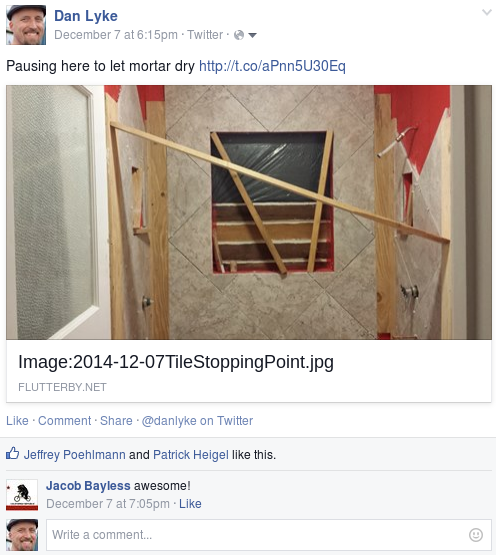 Dan Lyke
December 7 at 6:15pm · Twitter ·
Pausing here to let mortar dry http://t.co/aPnn5U30Eq
Image:2014-12-07TileStoppingPoint.jpg
FLUTTERBY.NET
Like · Comment · Share · @danlyke on Twitter
Jeffrey Poehlmann and Patrick Heigel like this.
Jacob Bayless awesome!
December 7 at 7:05pm · Like
Write a comment...